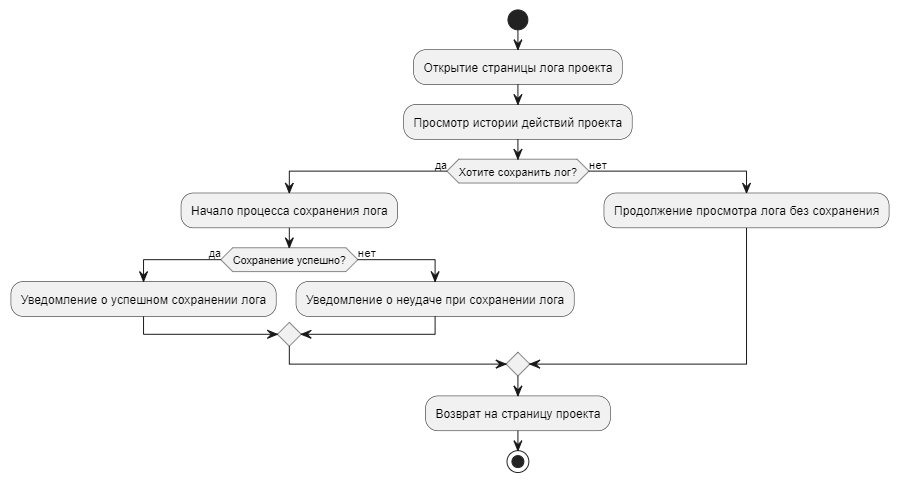 Открытие страницы лога проекта
Просмотр истории действий проекта
да
Хотите сохранить лог?
нет
Начало процесса сохранения лога
Продолжение просмотра лога без сохранения
да
Сохранение успешно?
нет
Уведомление о успешном сохранении лога
Уведомление о неудаче при сохранении лога
Возврат на страницу проекта